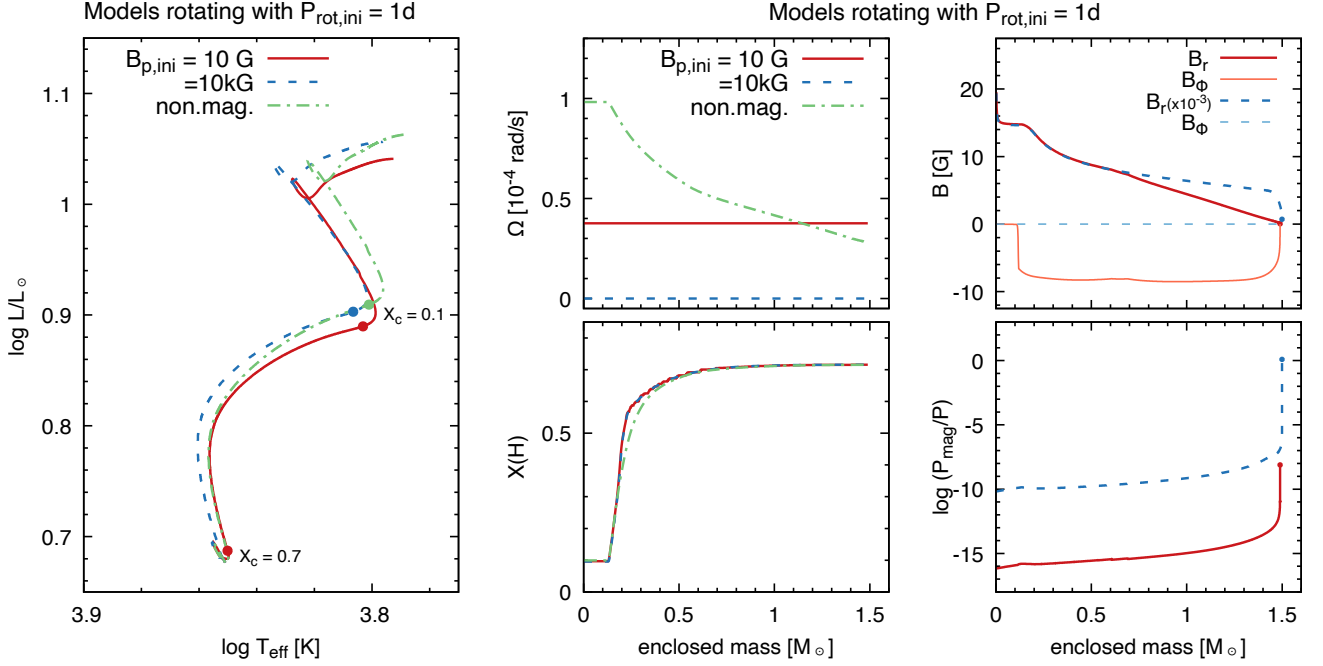 Models rotating with P_rot,ini = 1d
B_p,ini = 10 G
=10kG
non.mag.
1.1
1
0.9
0.8
0.7
X_c = 0.1
X_c = 0.7
log L/L_☉
3.9
3.8
log T_eff [K]
Models rotating with P_rot,ini = 1d
B_p,ini = 10 G
=10kG
non.mag.
1
0.5
0
Ω [10^-4 rad/s]
B_r
B_Φ
B_r(x10^-3)
B_Φ
20
10
0
-10
B [G]
0.5
0
X(H)
0
0.5
1
1.5
enclosed mass [M_☉]
0
-5
-10
-15
log (P_mag/P)
0
0.5
1
1.5
enclosed mass [M_☉]